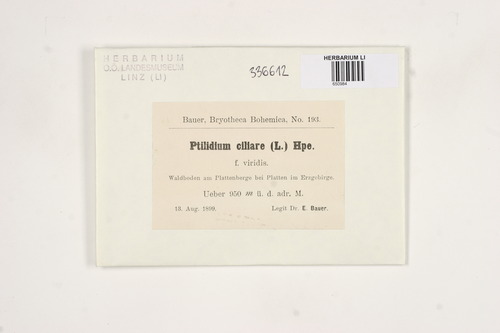 HERBARIUM
O.Ö. LANDESMUSEUM
LINZ (LI)
336612
HERBARIUM LI
850984
Bauer, Bryotheca Bohemica, No. 193.
Ptilidium ciliare (L.) Hpe.
f. viridis.
Waldboden am Plattenberge bei Platten im Erzgebirge.
Ueber 950 m ü. d. adr. M.
13. Aug. 1899.
Legit Dr. E. Bauer.